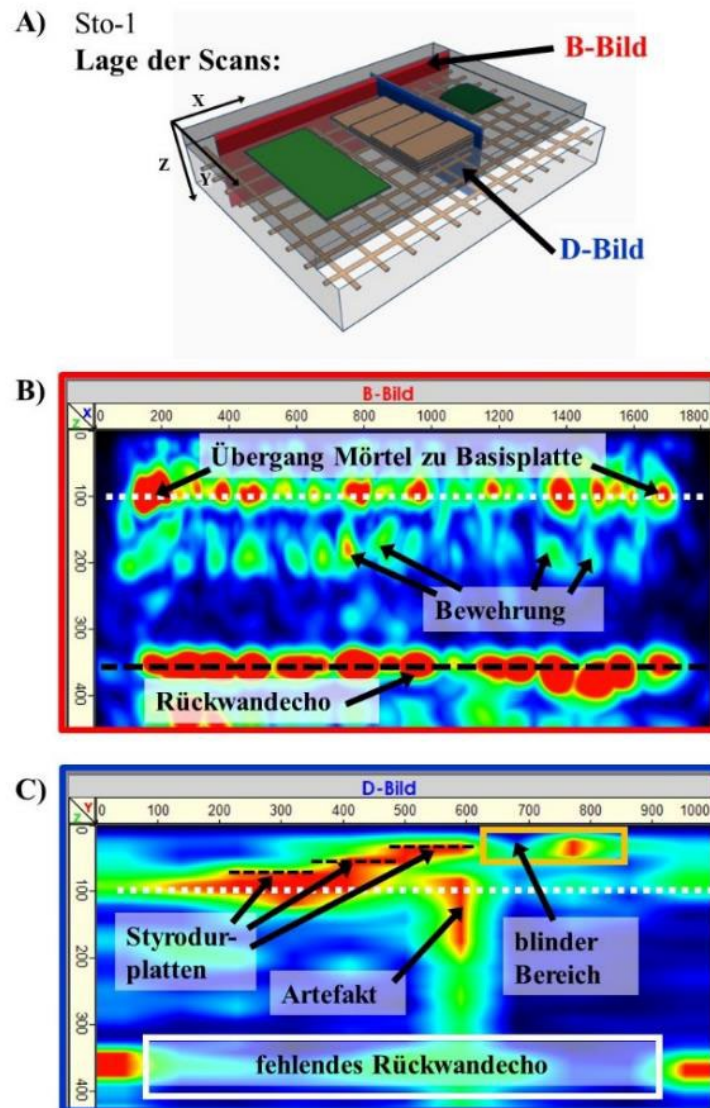 A) Sto-1
Lage der Scans:
B-Bild
X
Z
Y
D-Bild
B)
B-Bild
X
Z
0 200 400 600 800 1000 1200 1400 1600 1800
0
100
200
300
400
Übergang Mörtel zu Basisplatte
Bewehrung
Rückwandecho
C)
D-Bild
Y
Z
0 100 200 300 400 500 600 700 800 900 1000
0
100
200
300
400
Styrodur-
platten
Artefakt
blinder
Bereich
fehlendes Rückwandecho